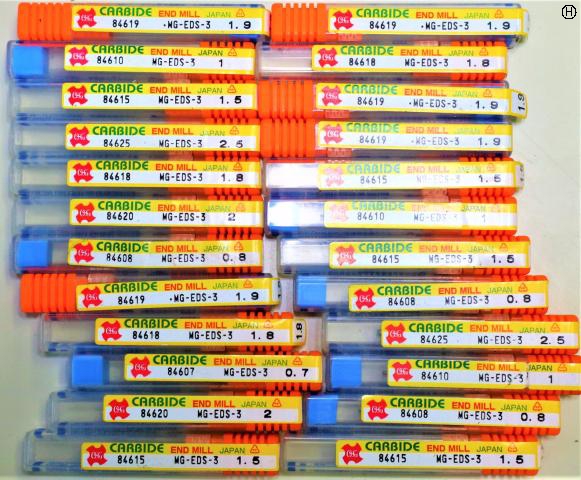 H
CARBIDE END MILL JAPAN
84619 ·MG-EDS-3 1.9
CARBIDE END MILL JAPAN
84610 MG-EDS-3 1
CARBIDE END MILL JAPAN
84615 MG-EDS-3 1.5
CARBIDE END MILL JAPAN
84625 MG-EDS-3 2.5
CARBIDE END MILL JAPAN
84618 MG-EDS-3 1.8
CARBIDE END MILL JAPAN
84620 MG-EDS-3 2
CARBIDE END MILL JAPAN
84608 MG-EDS-3 0.8
CARBIDE END MILL JAPAN
84619 ·MG-EDS-3 1.9
CARBIDE END MILL JAPAN
84618 MG-EDS-3 1.8
1.8
CARBIDE END MILL JAPAN
84607 MG-EDS-3 0.7
CARBIDE END MILL JAPAN
84620 MG-EDS-3 2
CARBIDE END MILL JAPAN
84615 MG-EDS-3 1.5
CARBIDE END MILL JAPAN
84619 ·MG-EDS-3 1.9
CARBIDE END MILL JAPAN
84618 MG-EDS-3 1.8
CARBIDE END MILL JAPAN
84619 ·MG-EDS-3 1.9
1.9
CARBIDE END MILL JAPAN
84619 ·MG-EDS-3 1.9
CARBIDE END MILL JAPAN
84615 MG-EDS-3 1.5
CARBIDE END MILL JAPAN
84610 MG-EDS-3 1
CARBIDE END MILL JAPAN
84615 MG-EDS-3 1.5
CARBIDE END MILL JAPAN
84608 MG-EDS-3 0.8
CARBIDE END MILL JAPAN
84625 MG-EDS-3 2.5
CARBIDE END MILL JAPAN
84610 MG-EDS-3 1
CARBIDE END MILL JAPAN
84608 MG-EDS-3 0.8
CARBIDE END MILL JAPAN
84615 MG-EDS-3 1.5